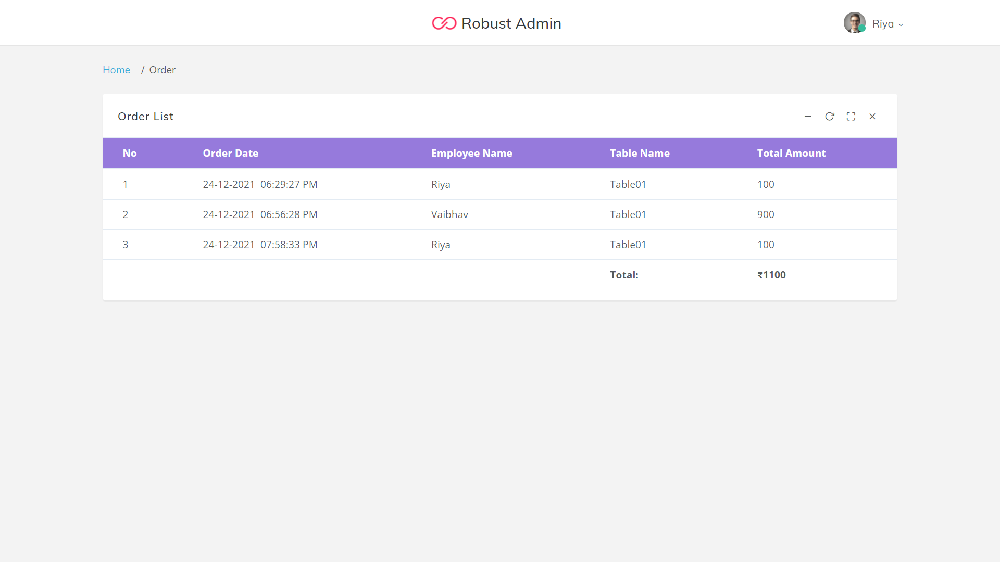 Robust Admin
Riya
Home / Order
Order List
No Order Date Employee Name Table Name Total Amount
1 24-12-2021 06:29:27 PM Riya Table01 100
2 24-12-2021 06:56:28 PM Vaibhav Table01 900
3 24-12-2021 07:58:33 PM Riya Table01 100
Total: ₹1100